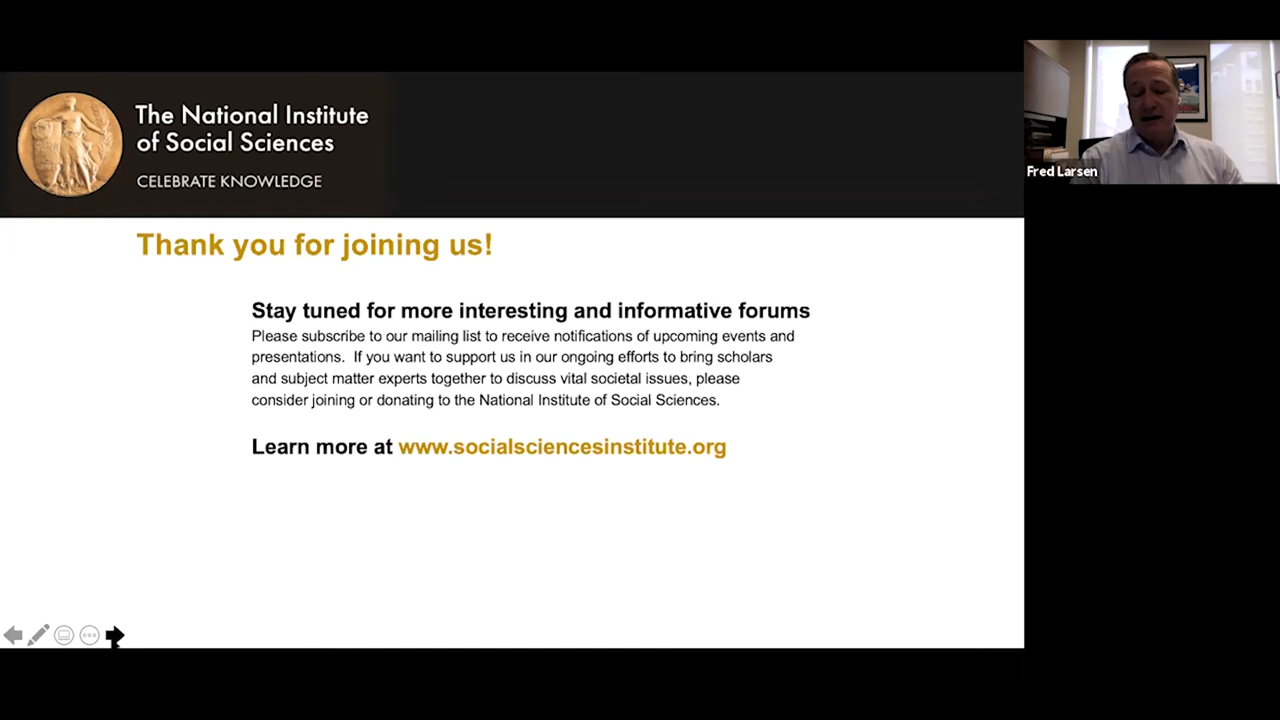 The National Institute
of Social Sciences
CELEBRATE KNOWLEDGE
Fred Larsen
Thank you for joining us!
Stay tuned for more interesting and informative forums
Please subscribe to our mailing list to receive notifications of upcoming events and
presentations.  If you want to support us in our ongoing efforts to bring scholars
and subject matter experts together to discuss vital societal issues, please
consider joining or donating to the National Institute of Social Sciences.
Learn more at www.socialsciencesinstitute.org